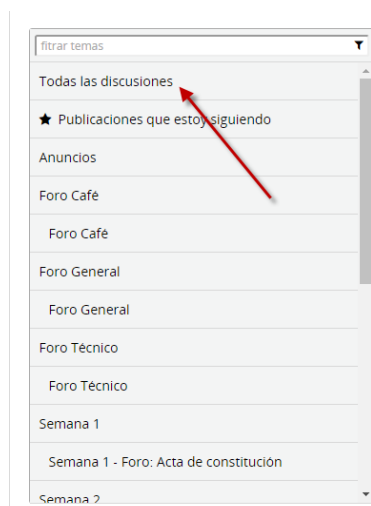 fitrar temas
Todas las discusiones
Publicaciones que estoy siguiendo
Anuncios
Foro Café
Foro Café
Foro General
Foro General
Foro Técnico
Foro Técnico
Semana 1
Semana 1 - Foro: Acta de constitución
Semana 2